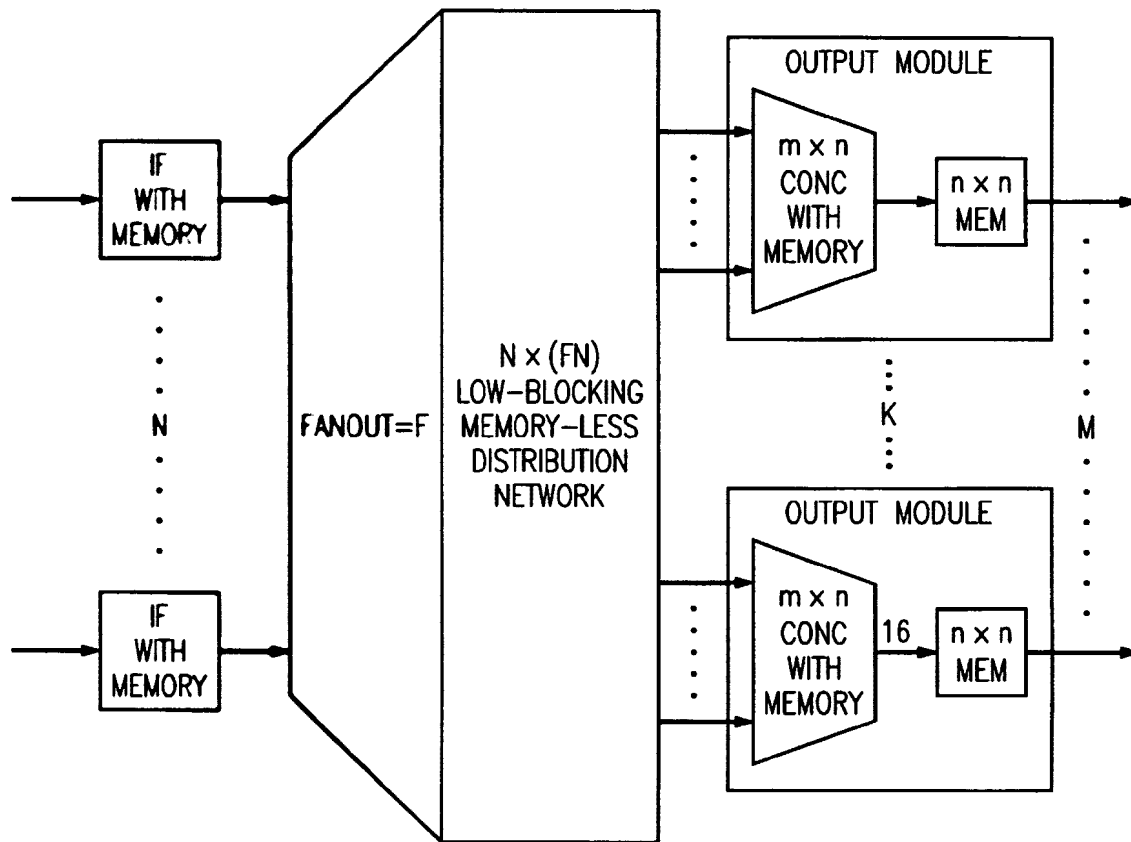 OUTPUT MODULE
IF
WITH
MEMORY
m × n
CONC
WITH
MEMORY
n × n
MEM
N
FANOUT=F
N × (FN)
LOW-BLOCKING
MEMORY-LESS
DISTRIBUTION
NETWORK
K
M
OUTPUT MODULE
IF
WITH
MEMORY
m × n
CONC
WITH
MEMORY
16
n × n
MEM